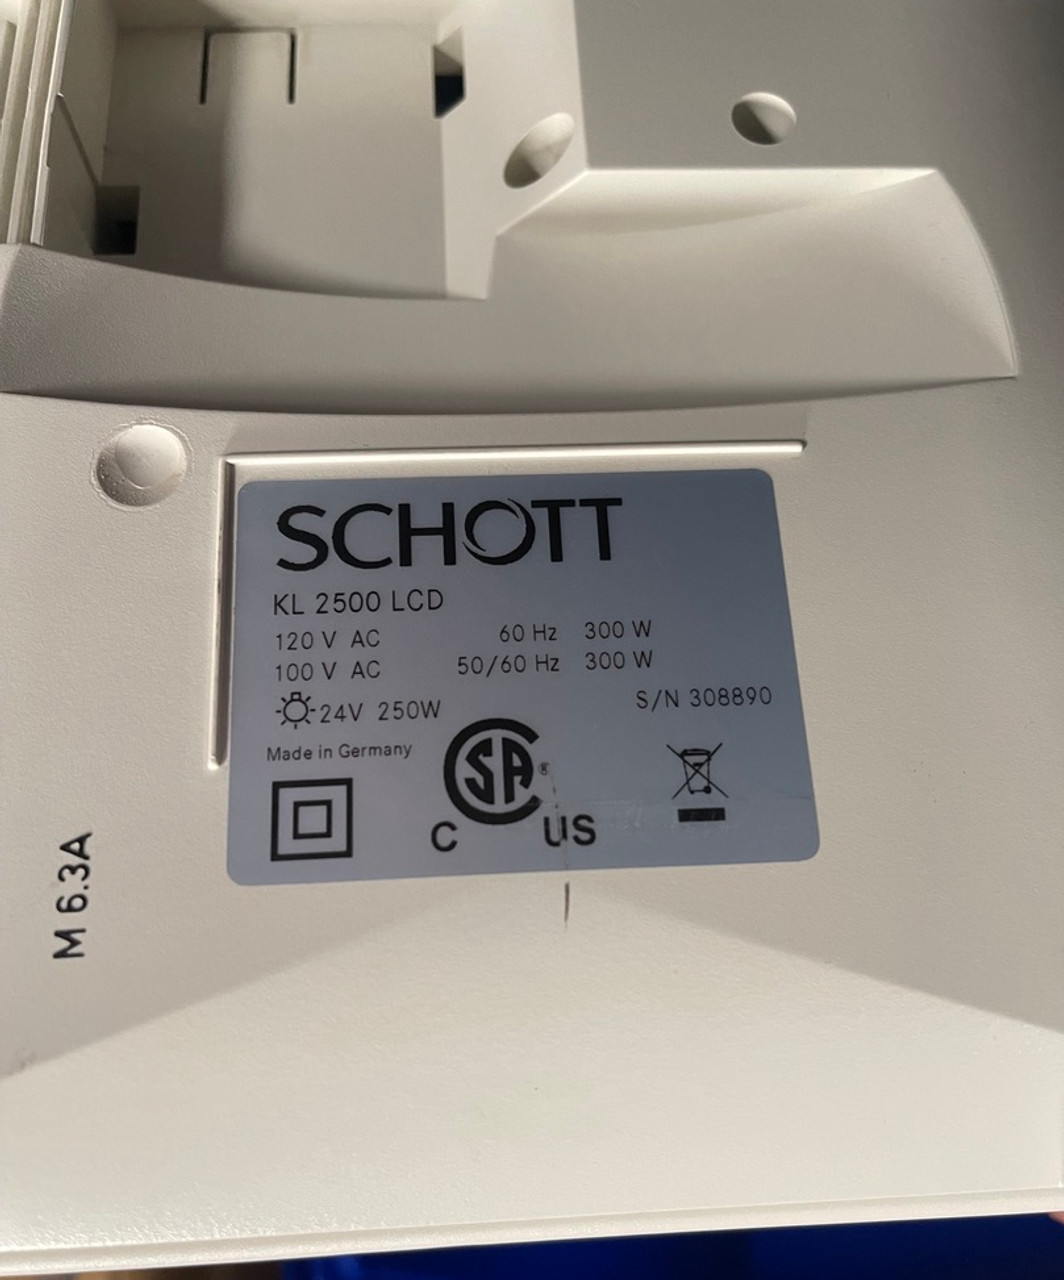 SCHOTT
KL 2500 LCD
120 V AC 60 Hz 300 W
100 V AC 50/60 Hz 300 W
24V 250W S/N 308890
Made in Germany
CSA®
C US
M 6.3A